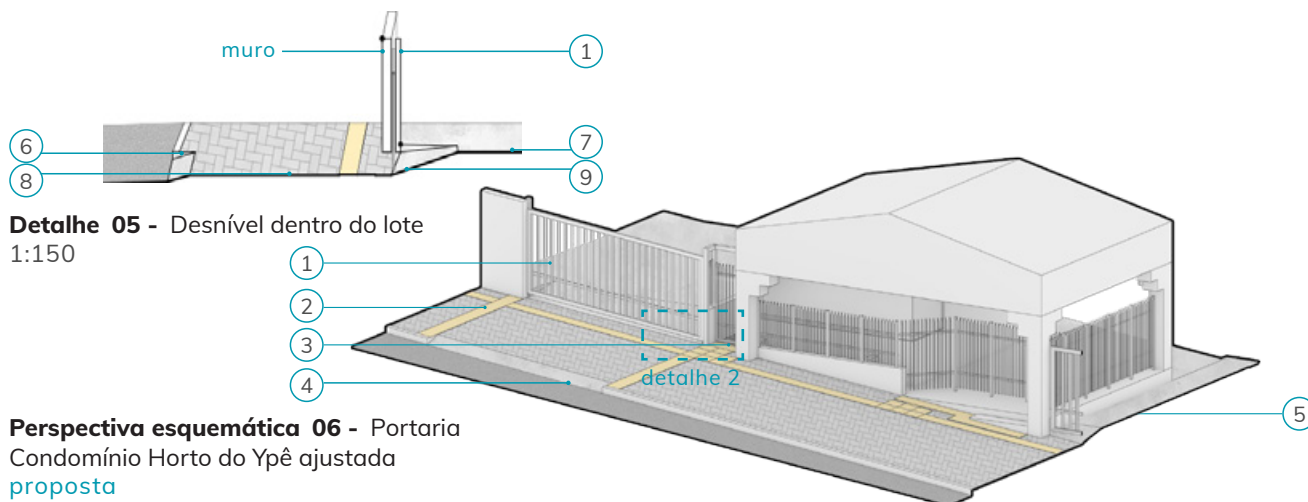 muro
1
6
8
7
9
Detalhe 05 - Desnível dentro do lote
1:150
1
2
3
4
detalhe 2
5
Perspectiva esquemática 06 - Portaria
Condomínio Horto do Ypê ajustada
proposta